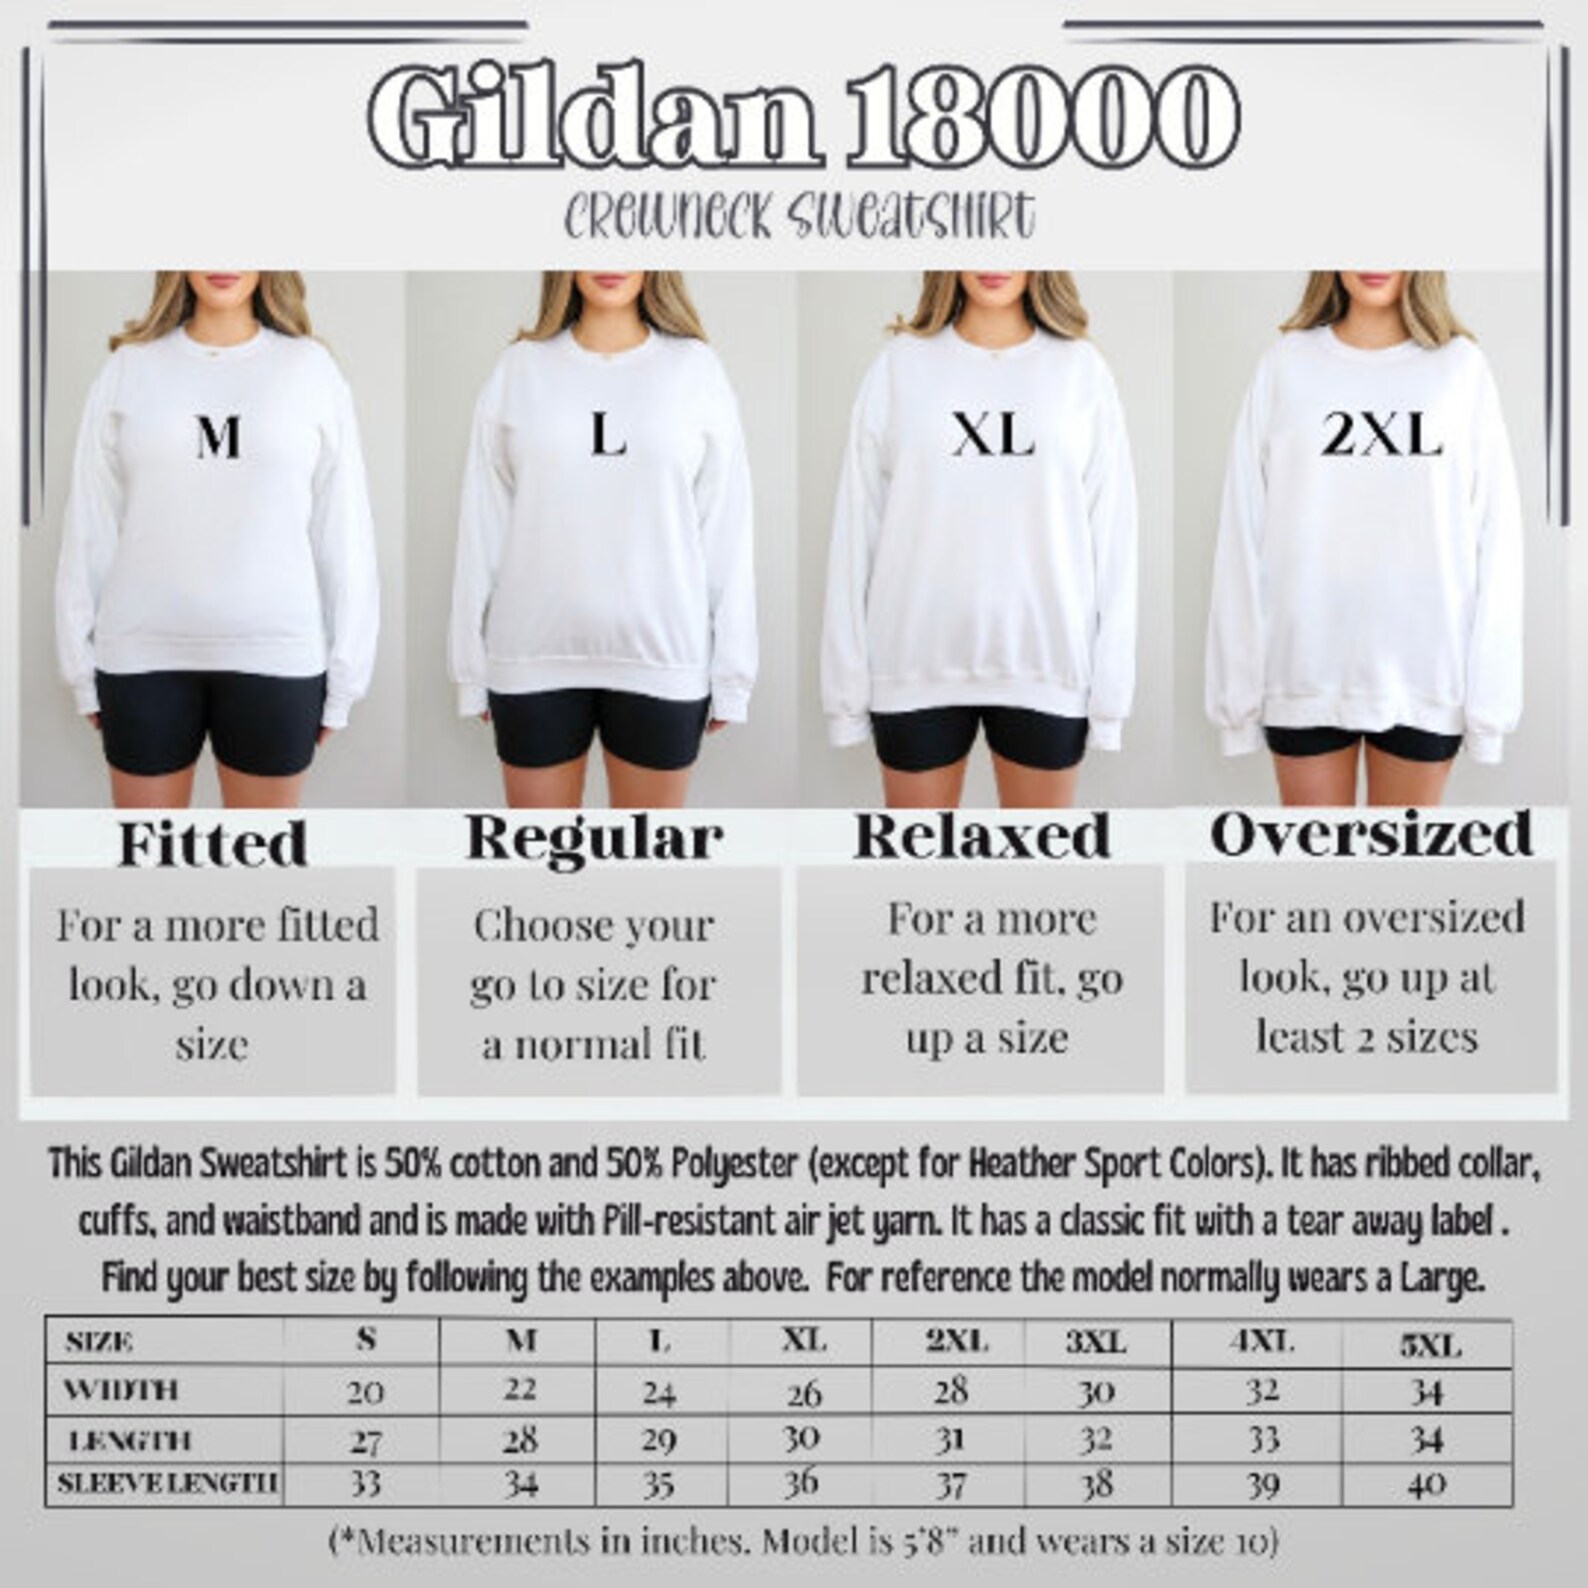 Gildan 18000
CREWNECK SWEATSHIRT
M L XL 2XL
Fitted
For a more fitted
look, go down a
size
Regular
Choose your
go to size for
a normal fit
Relaxed
For a more
relaxed fit, go
up a size
Oversized
For an oversized
look, go up at
least 2 sizes
This Gildan Sweatshirt is 50% cotton and 50% Polyester (except for Heather Sport Colors). It has ribbed collar,
cuffs, and waistband and is made with Pill-resistant air jet yarn. It has a classic fit with a tear away label .
Find your best size by following the examples above. For reference the model normally wears a Large.
SIZE S M L XL 2XL 3XL 4XL 5XL
WIDTH 20 22 24 26 28 30 32 34
LENGTH 27 28 29 30 31 32 33 34
SLEEVE LENGTH 33 34 35 36 37 38 39 40
(*Measurements in inches. Model is 5'8" and wears a size 10)